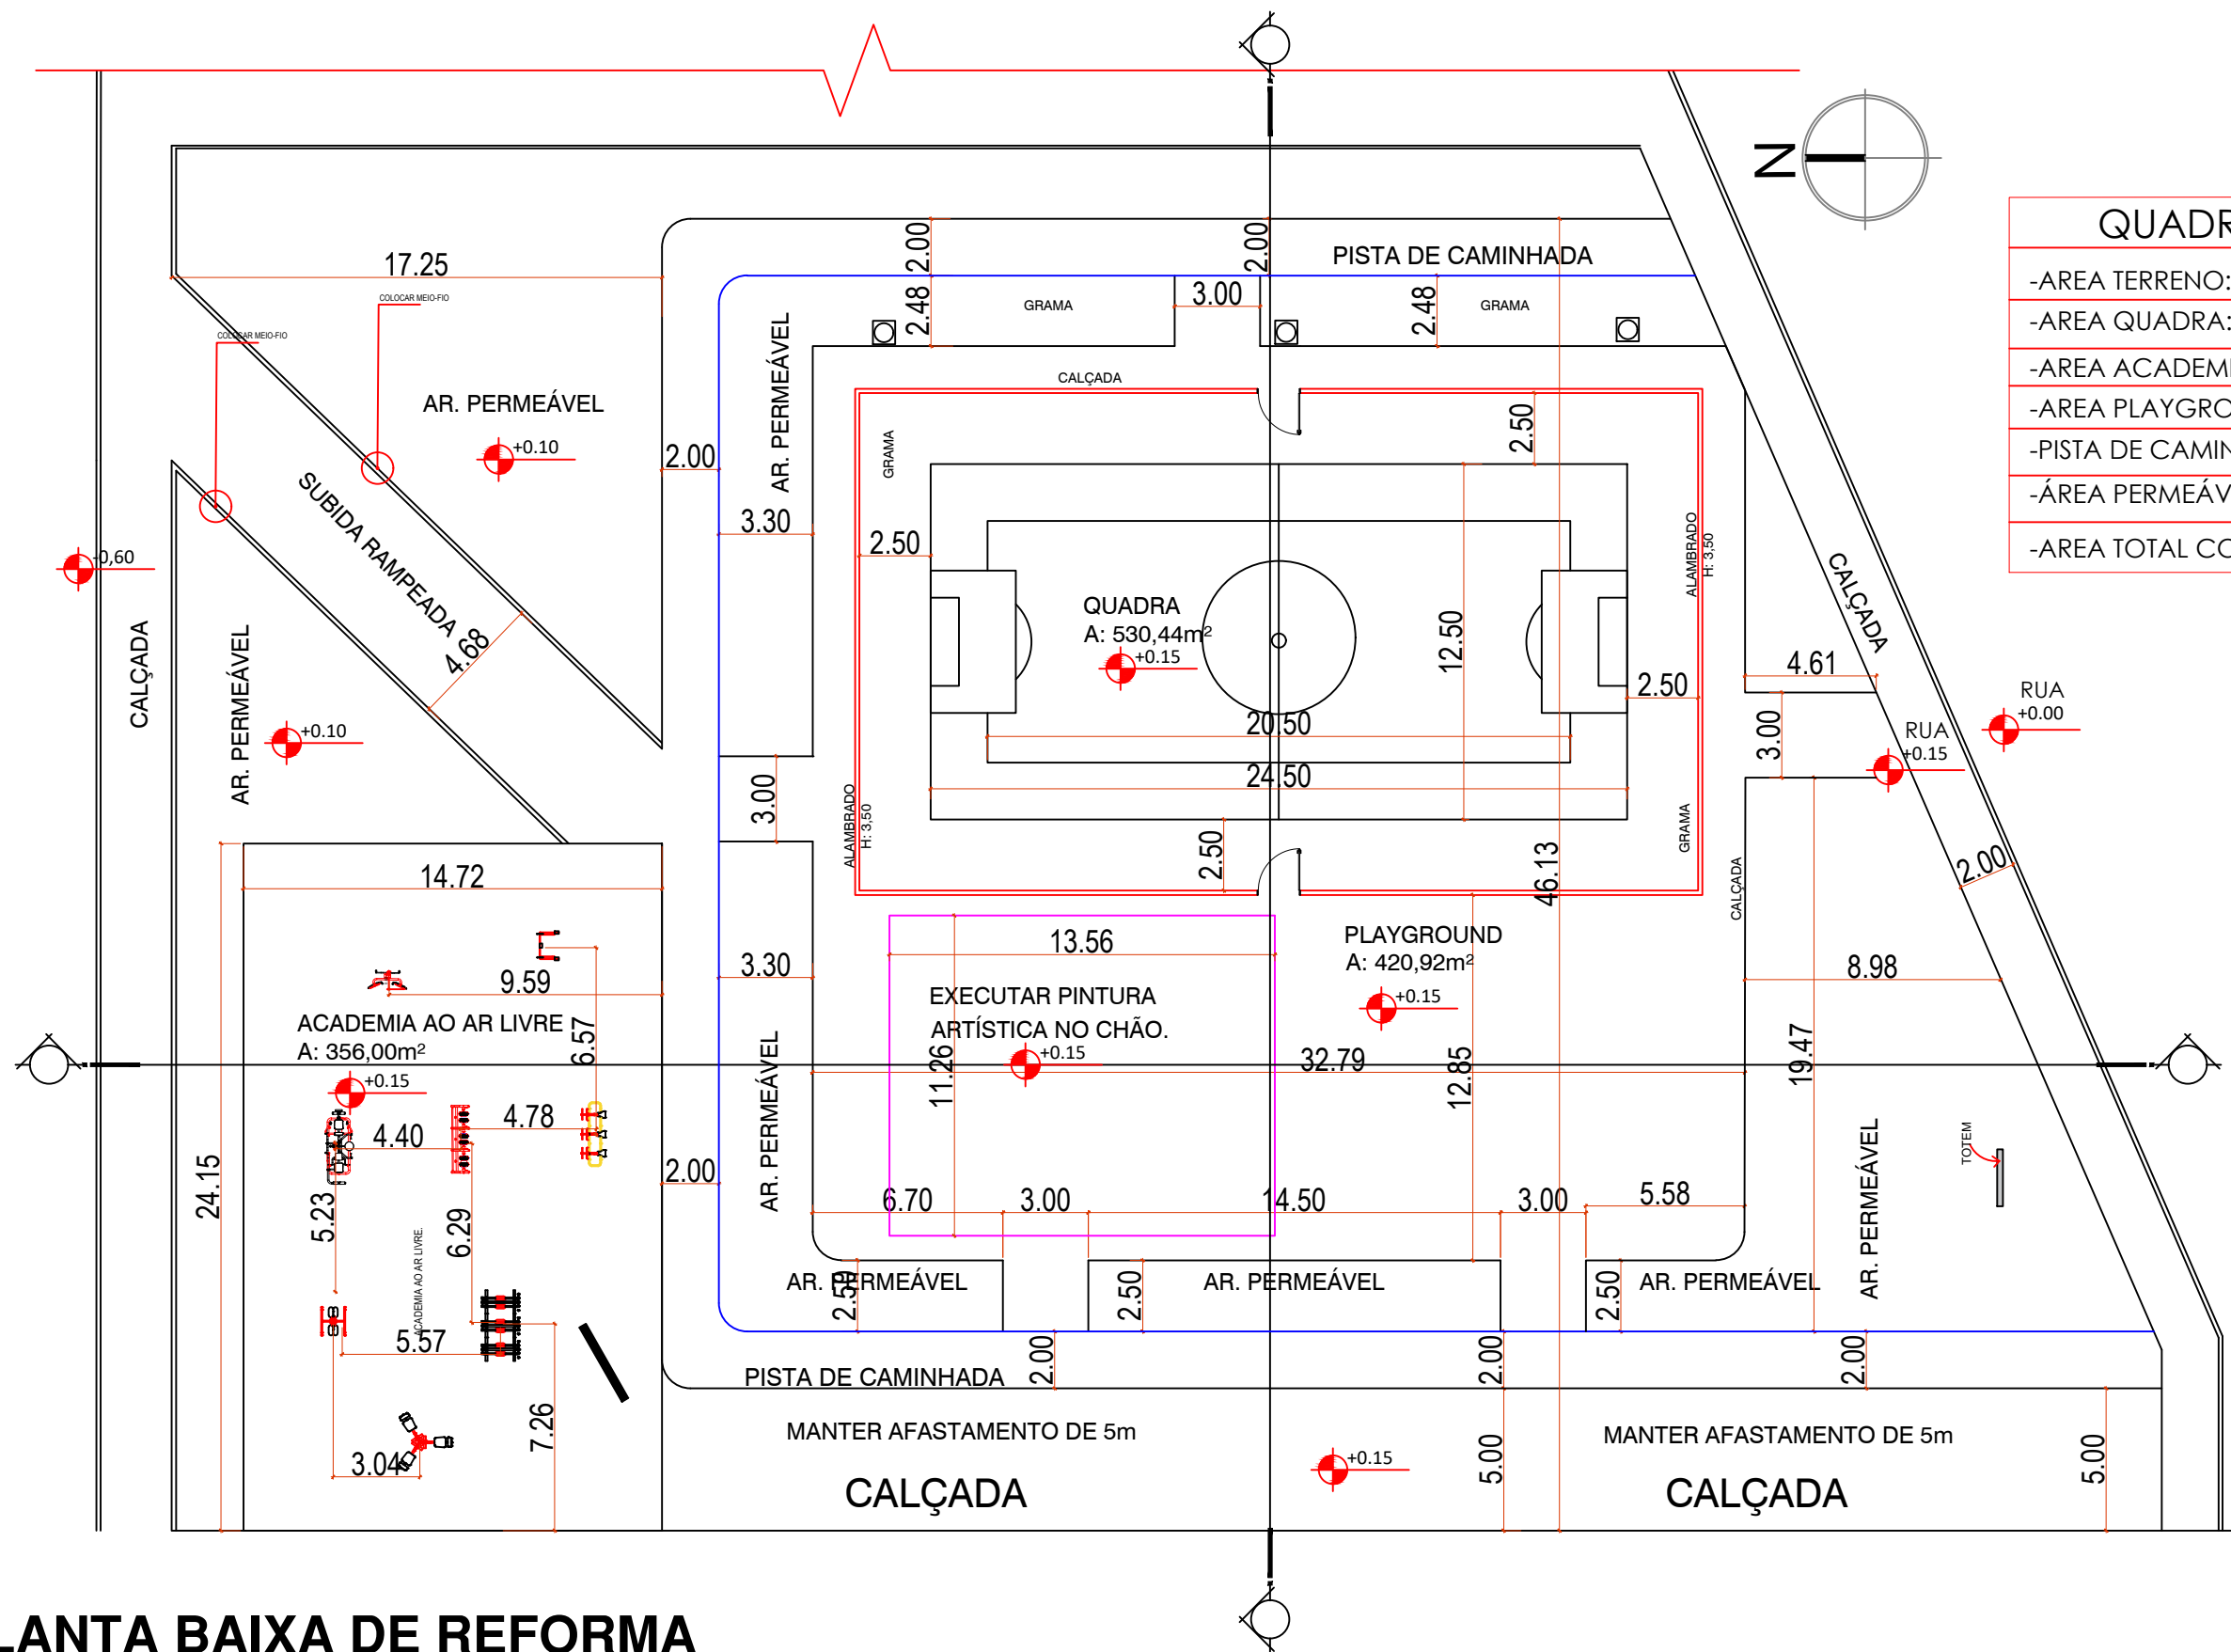 N
QUADR
-AREA TERRENO:
-AREA QUADRA:
-AREA ACADEM
-AREA PLAYGRO
-PISTA DE CAMIN
-ÁREA PERMEÁV
-AREA TOTAL CO
17.25
COLOCAR MEIO-FIO
COLOCAR MEIO-FIO
AR. PERMEÁVEL
+0.10
SUBIDA RAMPEADA
4.68
-0,60
CALÇADA
AR. PERMEÁVEL
+0.10
2.00
2.48
2.00
PISTA DE CAMINHADA
GRAMA
3.00
2.48
GRAMA
AR. PERMEÁVEL
CALÇADA
2.00
3.30
GRAMA
2.50
2.50
ALAMBRADO
H: 3,50
QUADRA
A: 530,44m²
+0.15
12.50
2.50
20.50
24.50
3.00
ALAMBRADO
H: 3,50
2.50
46.13
GRAMA
CALÇADA
CALÇADA
4.61
3.00
RUA
+0.00
RUA
+0.15
2.00
14.72
24.15
9.59
6.57
ACADEMIA AO AR LIVRE
A: 356,00m²
+0.15
4.40
4.78
5.23
6.29
ACADEMIA AO AR LIVRE.
5.57
7.26
3.04
3.30
AR. PERMEÁVEL
2.00
13.56
EXECUTAR PINTURA
ARTÍSTICA NO CHÃO.
+0.15
11.26
PLAYGROUND
A: 420,92m²
+0.15
32.79
12.85
8.98
19.47
AR. PERMEÁVEL
TOTEM
6.70
3.00
14.50
3.00
5.58
AR. PERMEÁVEL
2.50
2.50
AR. PERMEÁVEL
2.50
AR. PERMEÁVEL
PISTA DE CAMINHADA
2.00
2.00
2.00
MANTER AFASTAMENTO DE 5m
MANTER AFASTAMENTO DE 5m
CALÇADA
+0.15
5.00
CALÇADA
5.00
LANTA BAIXA DE REFORMA